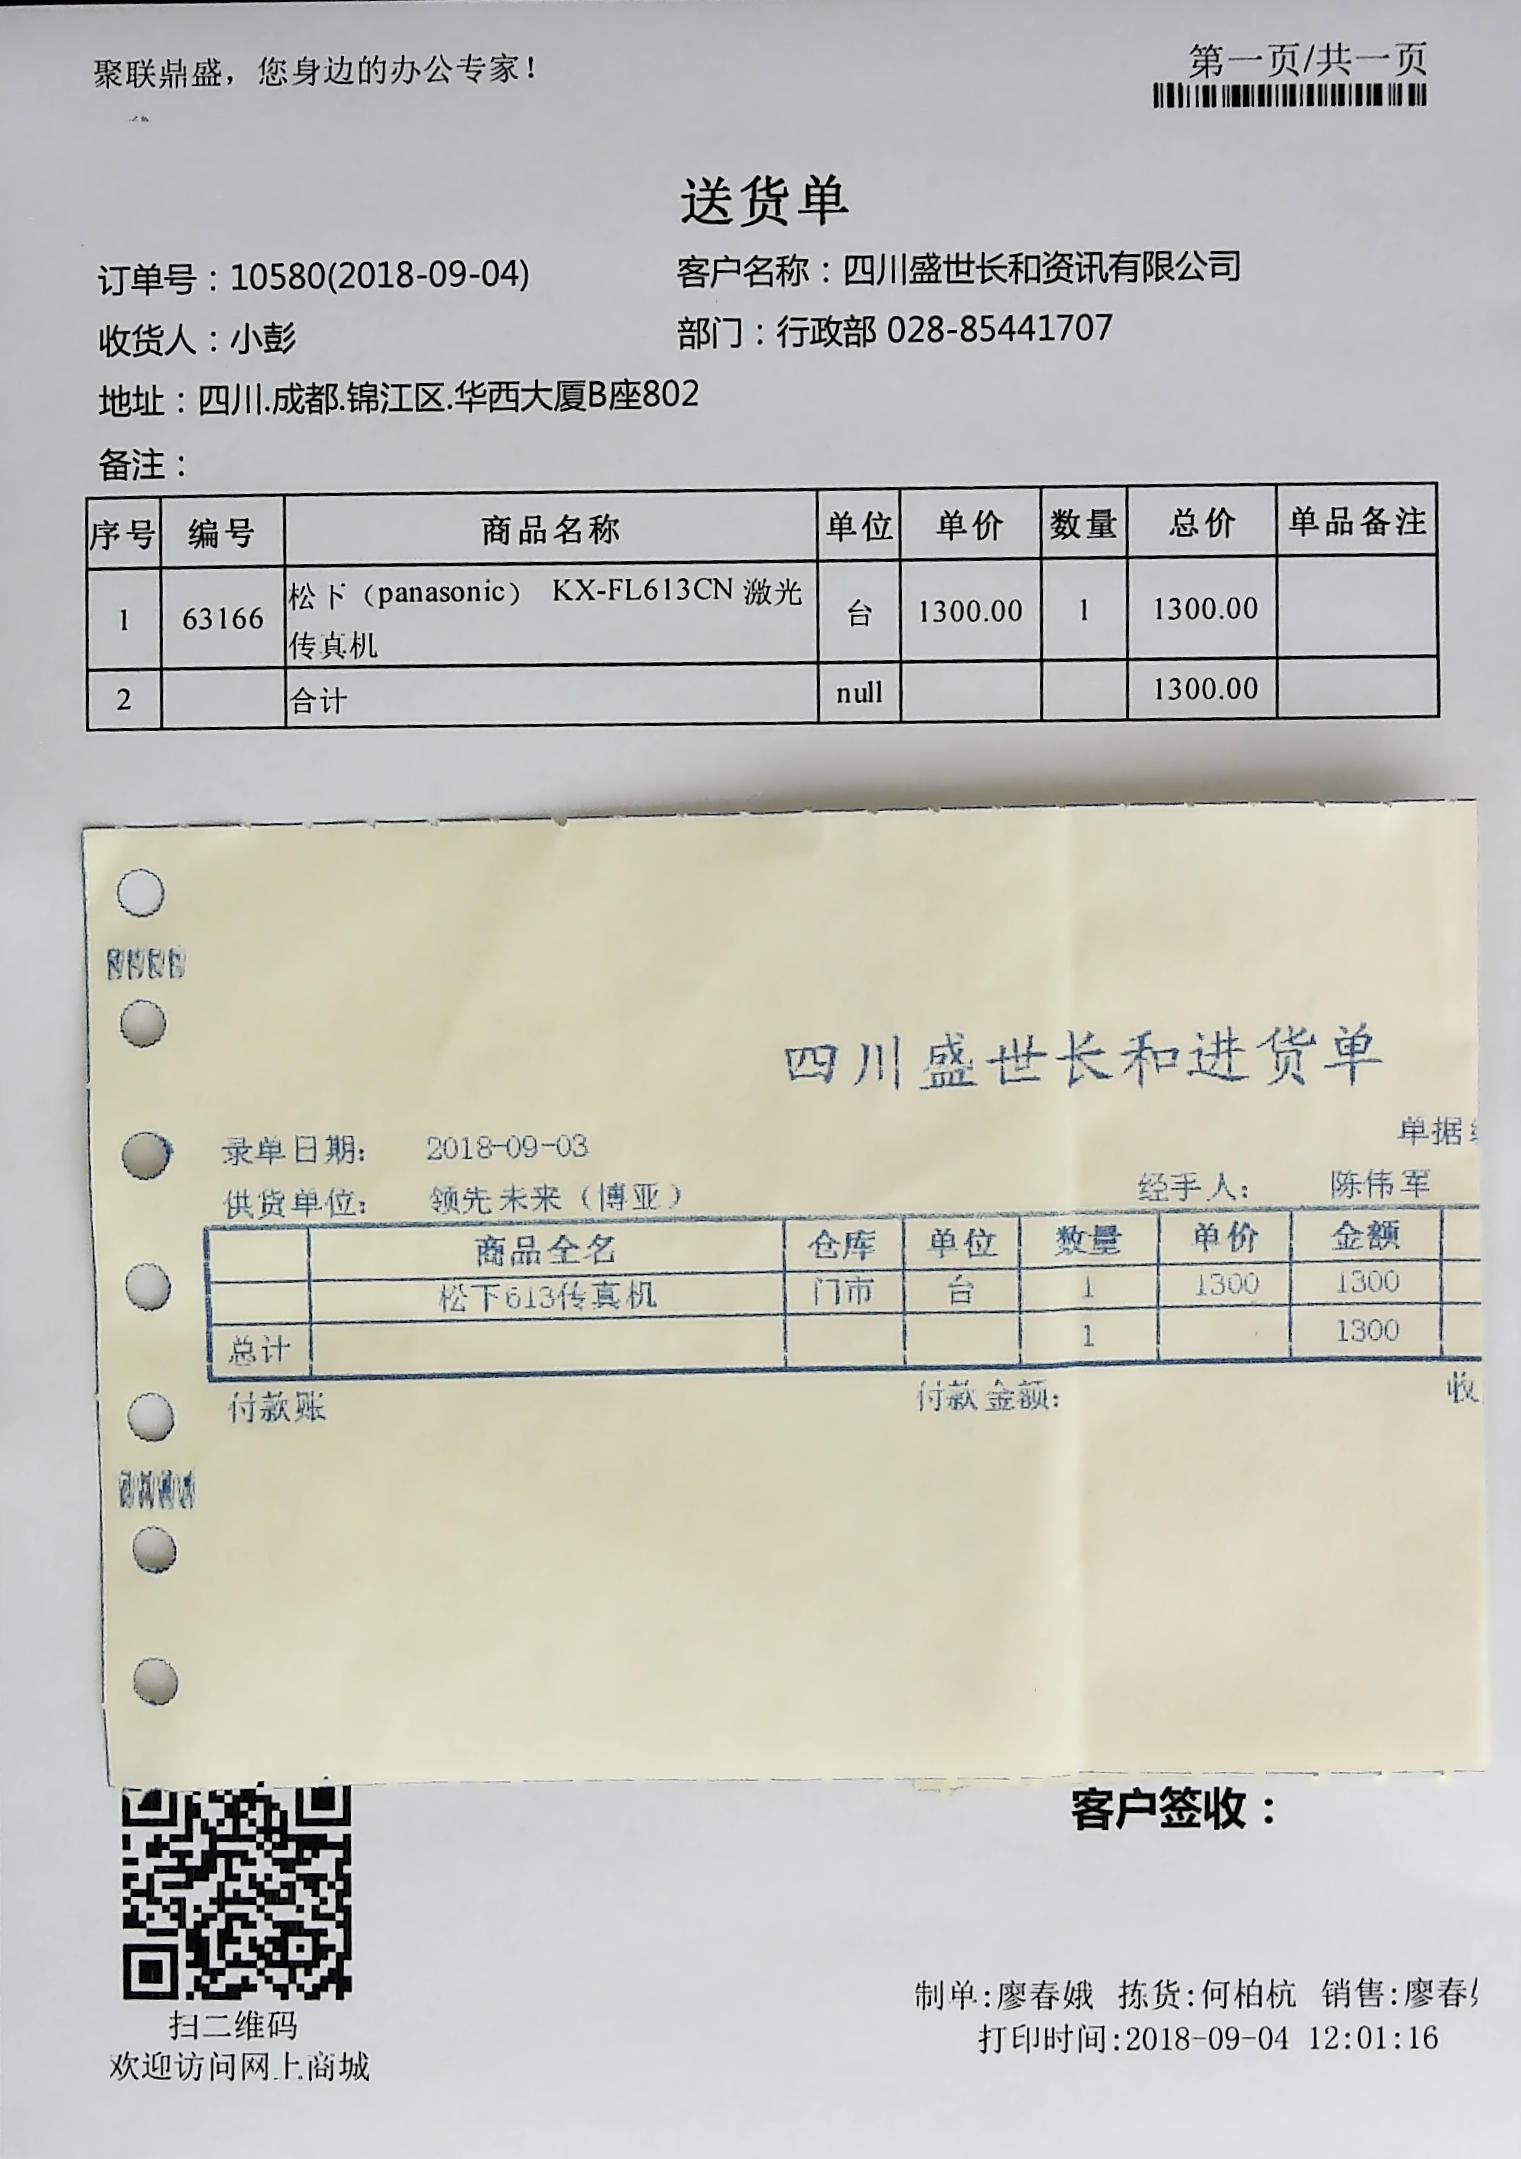 聚联鼎盛，您身边的办公专家！
第一页/共一页
送货单
订单号：10580(2018-09-04)
客户名称：四川盛世长和资讯有限公司
收货人：小彭
部门：行政部 028-85441707
地址：四川.成都.锦江区.华西大厦B座802
备注：
序号 编号 商品名称 单位 单价 数量 总价 单品备注
1 63166 松下（panasonic） KX-FL613CN 激光 台 1300.00 1 1300.00
传真机
2 合计 null 1300.00
四川盛世长和进货单
单据
录单日期： 2018-09-03
供货单位： 领先未来（博亚） 经手人： 陈伟军
商品全名 仓库 单位 数量 单价 金额
松下613传真机 门市 台 1 1300 1300
总计 1 1300
付款账 付款金额： 收
客户签收：
扫二维码
欢迎访问网上商城
制单:廖春娥 拣货:何柏杭 销售:廖春
打印时间:2018-09-04 12:01:16